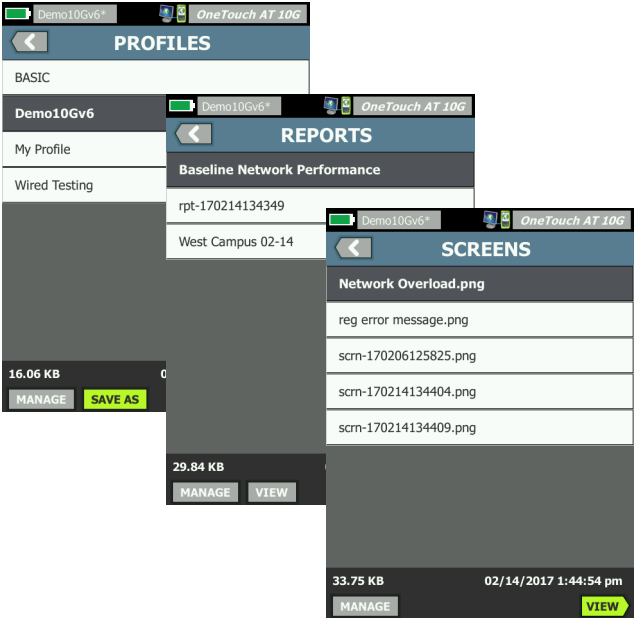 Demo10Gv6*
OneTouch AT 10G
PROFILES
BASIC
Demo10Gv6
My Profile
Wired Testing
16.06 KB
0
MANAGE
SAVE AS
Demo10Gv6*
OneTouch AT 10G
REPORTS
Baseline Network Performance
rpt-170214134349
West Campus 02-14
29.84 KB
MANAGE
VIEW
Demo10Gv6*
OneTouch AT 10G
SCREENS
Network Overload.png
reg error message.png
scrn-170206125825.png
scrn-170214134404.png
scrn-170214134409.png
33.75 KB
02/14/2017 1:44:54 pm
MANAGE
VIEW